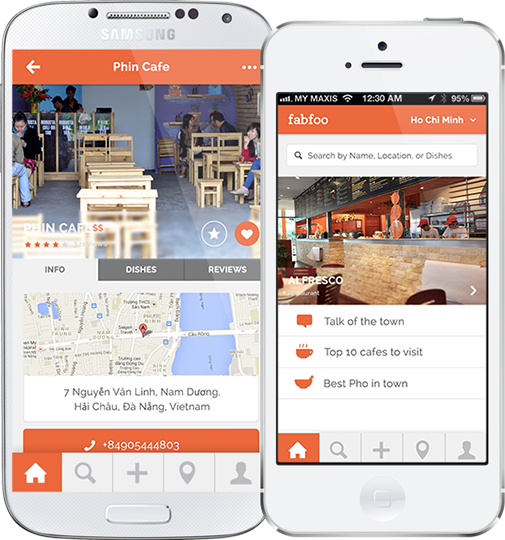 SAMSUNG
Phin Cafe
PHIN CAFE $$
INFO
DISHES
REVIEWS
7 Nguyễn Văn Linh, Nam Dương,
Hải Châu, Đà Nẵng, Vietnam
+84905444803
MY MAXIS
12:30 AM
95%
fabfoo
Ho Chi Minh
Search by Name, Location, or Dishes
ALFRESCO
Restaurant
Talk of the town
Top 10 cafes to visit
Best Pho in town